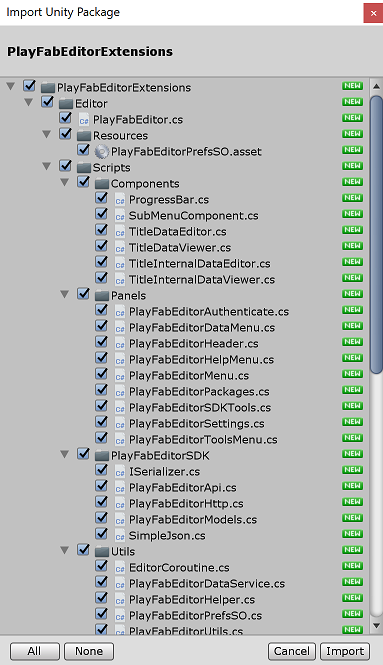 Import Unity Package
PlayFabEditorExtensions
PlayFabEditorExtensions NEW
Editor NEW
C# PlayFabEditor.cs NEW
Resources NEW
PlayFabEditorPrefsSO.asset NEW
Scripts NEW
Components NEW
C# ProgressBar.cs NEW
C# SubMenuComponent.cs NEW
C# TitleDataEditor.cs NEW
C# TitleDataViewer.cs NEW
C# TitleInternalDataEditor.cs NEW
C# TitleInternalDataViewer.cs NEW
Panels NEW
C# PlayFabEditorAuthenticate.cs NEW
C# PlayFabEditorDataMenu.cs NEW
C# PlayFabEditorHeader.cs NEW
C# PlayFabEditorHelpMenu.cs NEW
C# PlayFabEditorMenu.cs NEW
C# PlayFabEditorPackages.cs NEW
C# PlayFabEditorSDKTools.cs NEW
C# PlayFabEditorSettings.cs NEW
C# PlayFabEditorToolsMenu.cs NEW
PlayFabEditorSDK NEW
C# ISerializer.cs NEW
C# PlayFabEditorApi.cs NEW
C# PlayFabEditorHttp.cs NEW
C# PlayFabEditorModels.cs NEW
C# SimpleJson.cs NEW
Utils NEW
C# EditorCoroutine.cs NEW
C# PlayFabEditorDataService.cs NEW
C# PlayFabEditorHelper.cs NEW
C# PlayFabEditorPrefsSO.cs NEW
C# PlayFabEditorUtils.cs NEW
All None Cancel Import